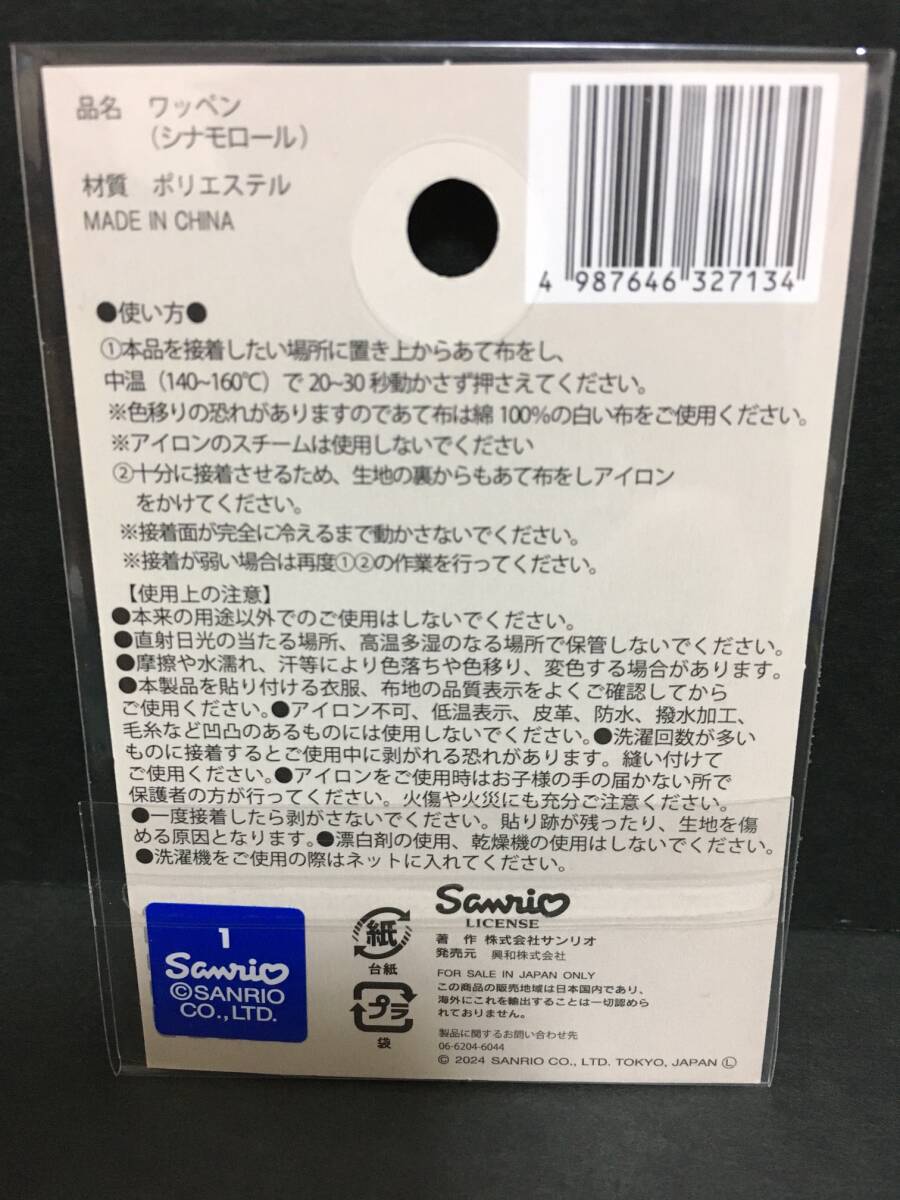 品名　ワッペン
（シナモロール）
材質　ポリエステル
MADE IN CHINA
4 987646 327134
●使い方●
①本品を接着したい場所に置き上からあて布をし、
中温（140~160℃）で 20~30 秒動かさず押さえてください。
※色移りの恐れがありますのであて布は綿 100%の白い布をご使用ください。
※アイロンのスチームは使用しないでください
②十分に接着させるため、生地の裏からもあて布をしアイロン
をかけてください。
※接着面が完全に冷えるまで動かさないでください。
※接着が弱い場合は再度①②の作業を行ってください。
【使用上の注意】
●本来の用途以外でのご使用はしないでください。
●直射日光の当たる場所、高温多湿のなる場所で保管しないでください。
●摩擦や水濡れ、汗等により色落ちや色移り、変色する場合があります。
●本製品を貼り付ける衣服、布地の品質表示をよくご確認してから
ご使用ください。●アイロン不可、低温表示、皮革、防水、撥水加工、
毛糸など凹凸のあるものには使用しないでください。●洗濯回数が多い
ものに接着するとご使用中に剥がれる恐れがあります。縫い付けて
ご使用ください。●アイロンをご使用時はお子様の手の届かない所で
保護者の方が行ってください。火傷や火災にも充分ご注意ください。
●一度接着したら剥がさないでください。貼り跡が残ったり、生地を傷
める原因となります。●漂白剤の使用、乾燥機の使用はしないでください。
●洗濯機をご使用の際はネットに入れてください。
1
Sanrio
©SANRIO
CO.,LTD.
紙
台紙
プラ
袋
Sanrio
LICENSE
著　作　株式会社サンリオ
発売元　興和株式会社
FOR SALE IN JAPAN ONLY
この商品の販売地域は日本国内であり、
海外にこれを輸出することは一切認めら
れておりません。
製品に関するお問い合わせ先
06-6204-6044
© 2024 SANRIO CO., LTD. TOKYO, JAPAN Ⓛ